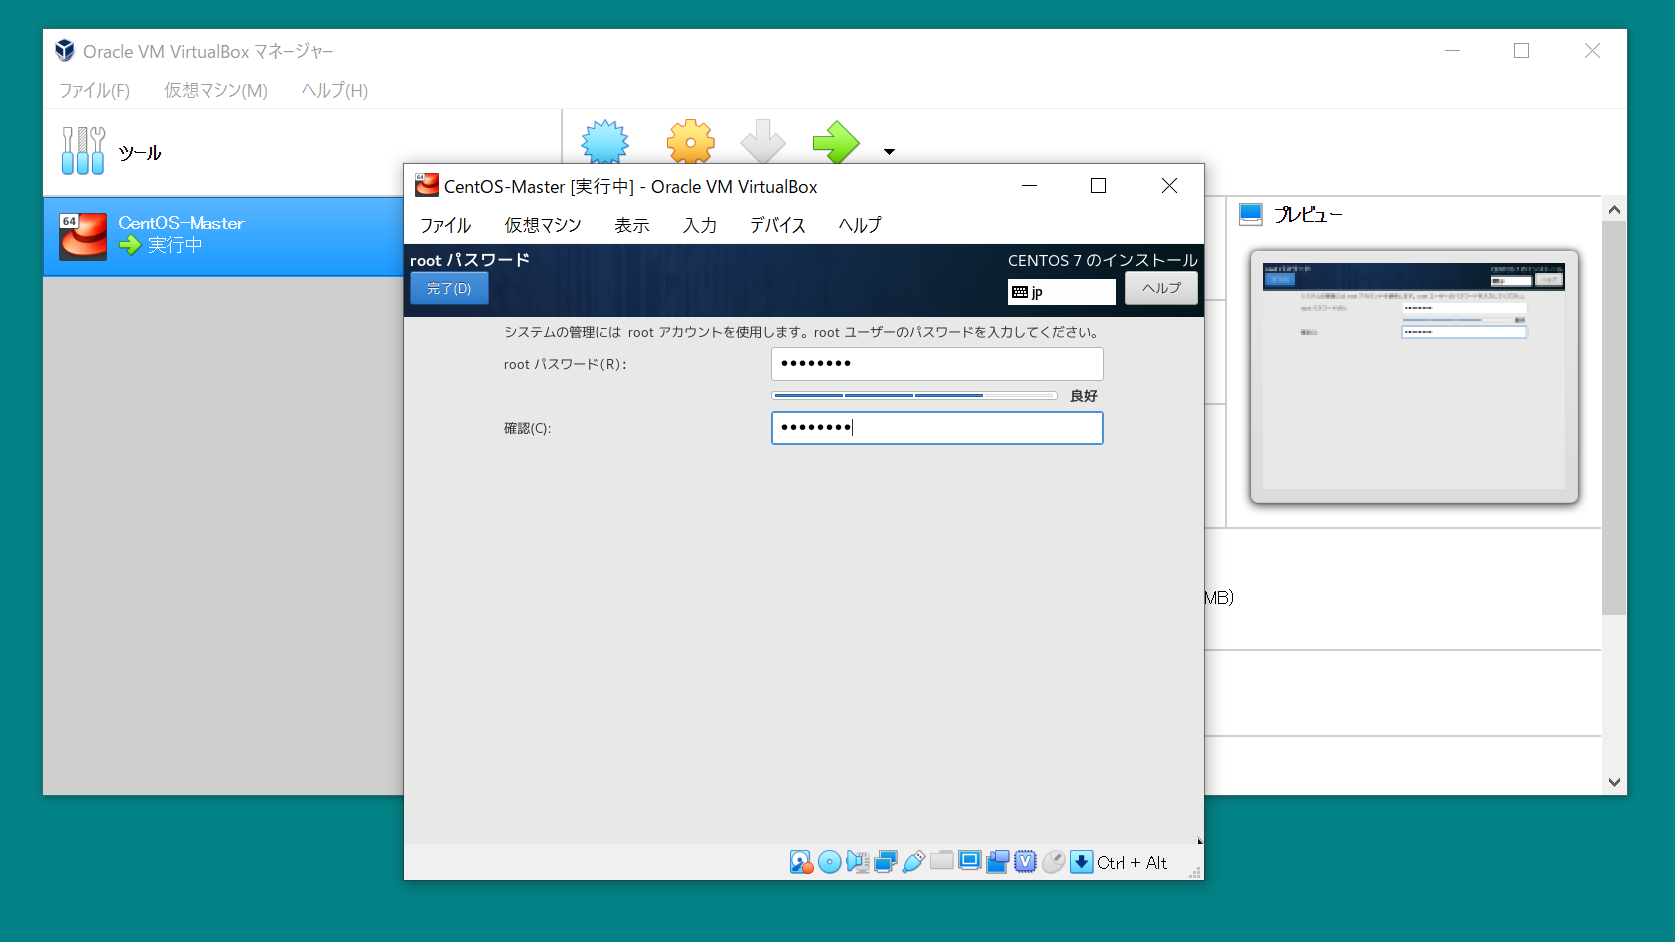 Oracle VM VirtualBox マネージャー
ファイル(F) 仮想マシン(M) ヘルプ(H)
ツール
64
CentOS-Master
実行中
プレビュー
MB)
64
CentOS-Master [実行中] - Oracle VM VirtualBox
ファイル 仮想マシン 表示 入力 デバイス ヘルプ
root パスワード
CENTOS 7 のインストール
完了(D)
jp
ヘルプ
システムの管理には root アカウントを使用します。root ユーザーのパスワードを入力してください。
root パスワード(R):
••••••••
良好
確認(C):
••••••••
V
Ctrl + Alt